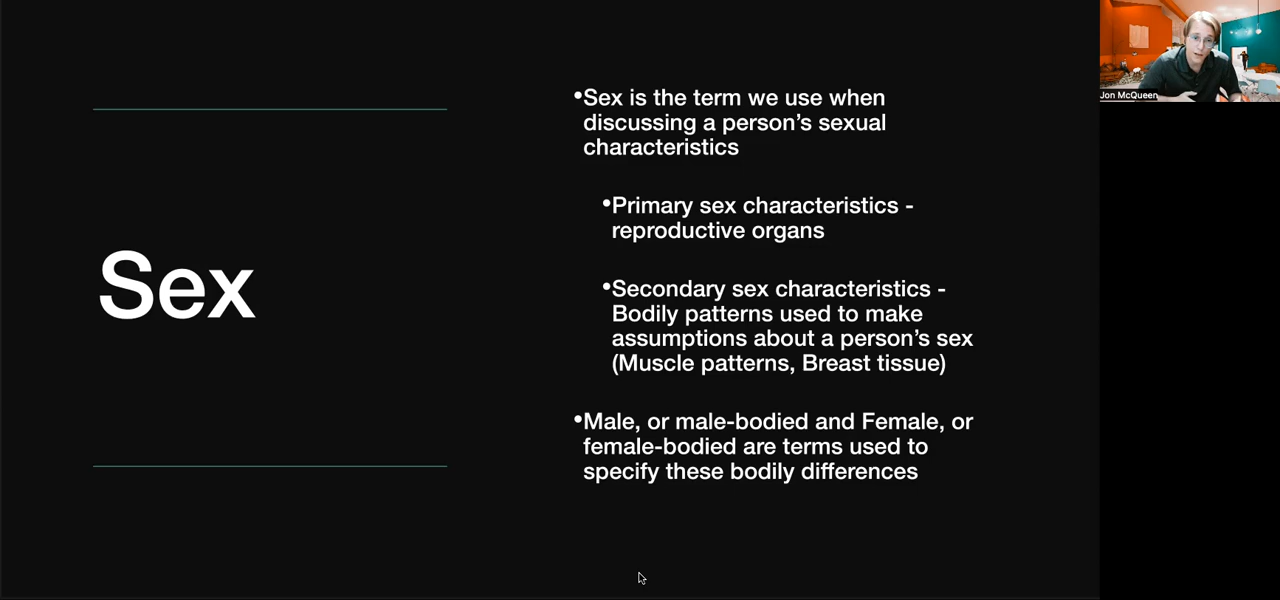 Sex
•Sex is the term we use when
discussing a person’s sexual
characteristics
•Primary sex characteristics -
reproductive organs
•Secondary sex characteristics -
Bodily patterns used to make
assumptions about a person’s sex
(Muscle patterns, Breast tissue)
•Male, or male-bodied and Female, or
female-bodied are terms used to
specify these bodily differences
Jon McQueen